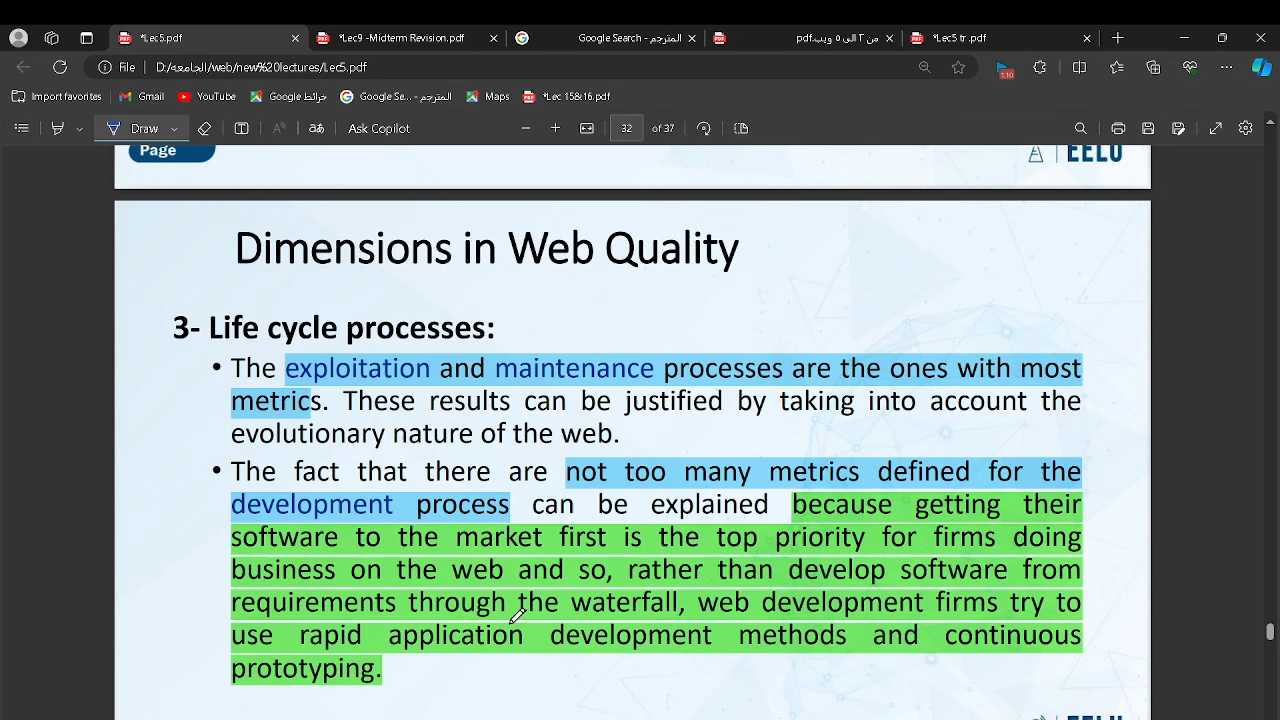 *Lec5.pdf
*Lec9 -Midterm Revision.pdf
المترجم - Google Search
من ٢ الى ٥ ويب.pdf
*Lec5 tr.pdf
File
D:/الجامعه/web/new%20lectures/Lec5.pdf
1.10
Import favorites
Gmail
YouTube
خرائط Google
المترجم - Google Se...
Maps
*Lec 15&16.pdf
Draw
Ask Copilot
32 of 37
Page
EELU
Dimensions in Web Quality
3- Life cycle processes:
• The exploitation and maintenance processes are the ones with most
metrics. These results can be justified by taking into account the
evolutionary nature of the web.
• The fact that there are not too many metrics defined for the
development process can be explained because getting their
software to the market first is the top priority for firms doing
business on the web and so, rather than develop software from
requirements through the waterfall, web development firms try to
use rapid application development methods and continuous
prototyping.
EELU